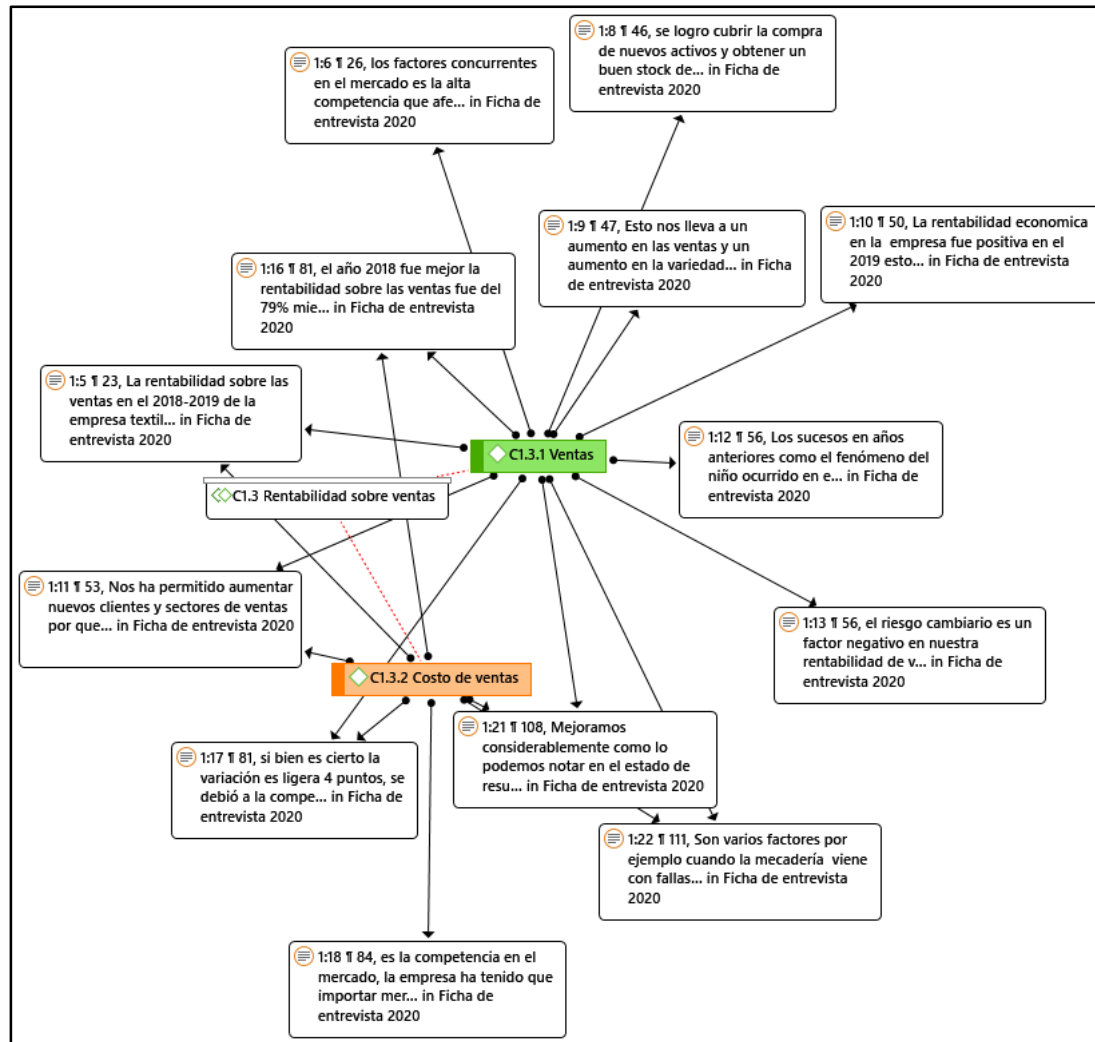 1:8 ¶ 46, se logro cubrir la compra
de nuevos activos y obtener un
buen stock de... in Ficha de
entrevista 2020
1:6 ¶ 26, los factores concurrentes
en el mercado es la alta
competencia que afe... in Ficha de
entrevista 2020
1:9 ¶ 47, Esto nos lleva a un
aumento en las ventas y un
aumento en la variedad... in Ficha
de entrevista 2020
1:10 ¶ 50, La rentabilidad economica
en la empresa fue positiva en el
2019 esto... in Ficha de
entrevista 2020
1:16 ¶ 81, el año 2018 fue mejor la
rentabilidad sobre las ventas fue del
79% mie... in Ficha de entrevista
2020
1:5 ¶ 23, La rentabilidad sobre las
ventas en el 2018-2019 de la
empresa textil... in Ficha de
entrevista 2020
C1.3.1 Ventas
1:12 ¶ 56, Los sucesos en años
anteriores como el fenómeno del
niño ocurrido en e... in Ficha de
entrevista 2020
C1.3 Rentabilidad sobre ventas
1:11 ¶ 53, Nos ha permitido aumentar
nuevos clientes y sectores de ventas
por que... in Ficha de entrevista
2020
1:13 ¶ 56, el riesgo cambiario es un
factor negativo en nuestra
rentabilidad de v... in Ficha de
entrevista 2020
C1.3.2 Costo de ventas
1:21 ¶ 108, Mejoramos
considerablemente como lo
podemos notar en el estado de
resu... in Ficha de entrevista 2020
1:17 ¶ 81, si bien es cierto la
variación es ligera 4 puntos, se
debió a la compe... in Ficha de
entrevista 2020
1:22 ¶ 111, Son varios factores por
ejemplo cuando la mecadería viene
con fallas... in Ficha de entrevista
2020
1:18 ¶ 84, es la competencia en el
mercado, la empresa ha tenido que
importar mer... in Ficha de
entrevista 2020